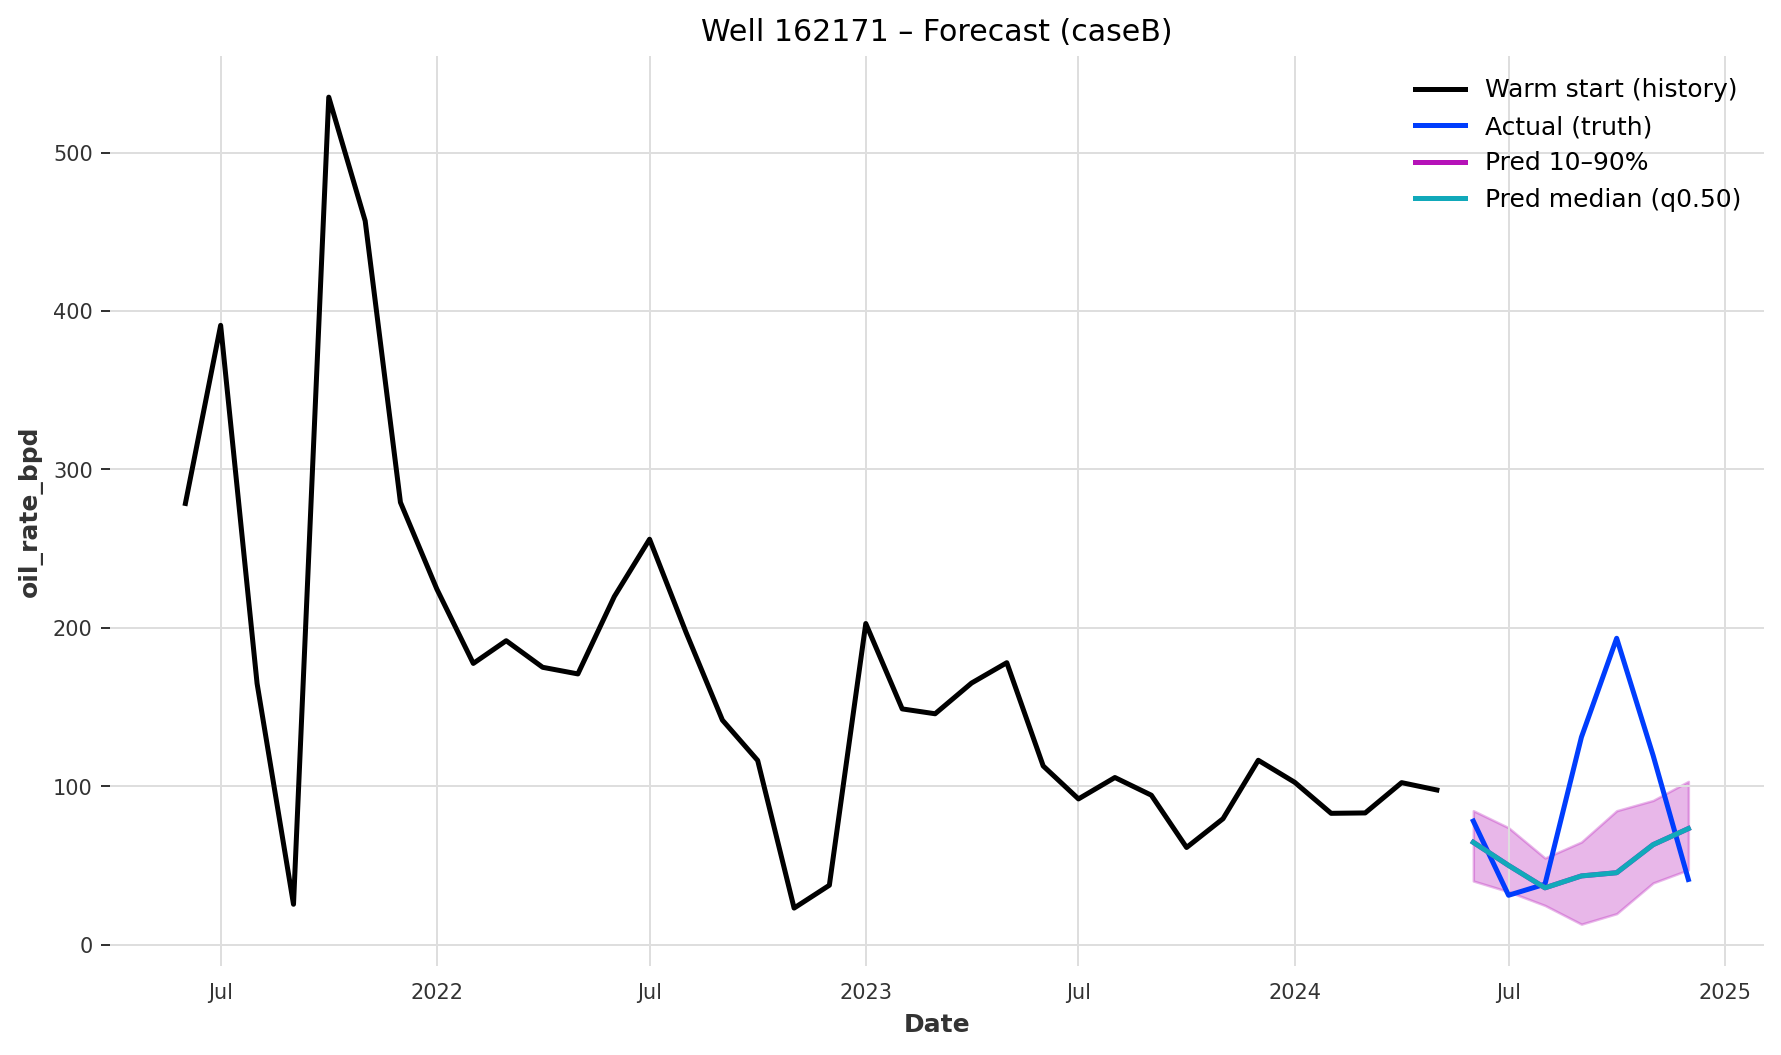 Well 162171 – Forecast (caseB)
Warm start (history)
Actual (truth)
Pred 10–90%
Pred median (q0.50)
oil_rate_bpd
500
400
300
200
100
0
Jul 2022 Jul 2023 Jul 2024 Jul 2025
Date